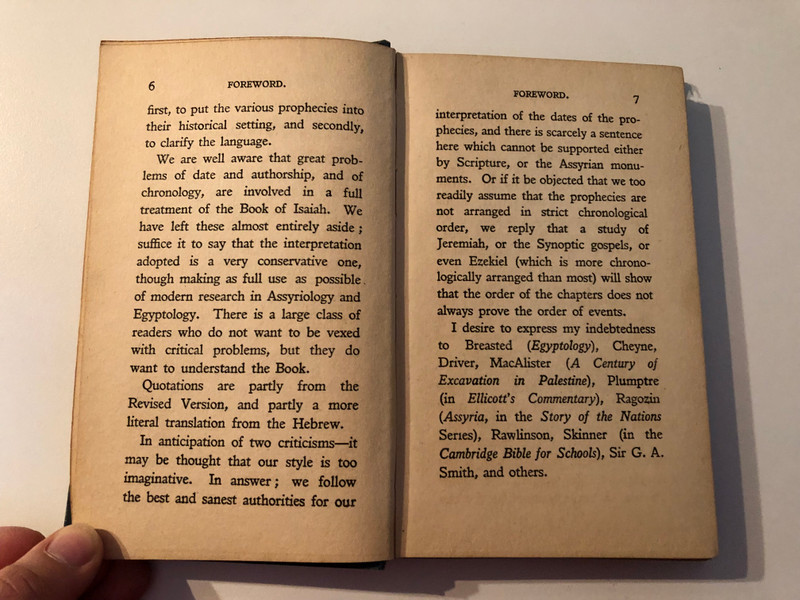 6
FOREWORD.
first, to put the various prophecies into
their historical setting, and secondly,
to clarify the language.
We are well aware that great prob-
lems of date and authorship, and of
chronology, are involved in a full
treatment of the Book of Isaiah. We
have left these almost entirely aside;
suffice it to say that the interpretation
adopted is a very conservative one,
though making as full use as possible
of modern research in Assyriology and
Egyptology. There is a large class of
readers who do not want to be vexed
with critical problems, but they do
want to understand the Book.
Quotations are partly from the
Revised Version, and partly a more
literal translation from the Hebrew.
In anticipation of two criticisms—it
may be thought that our style is too
imaginative. In answer; we follow
the best and sanest authorities for our
FOREWORD.
7
interpretation of the dates of the pro-
phecies, and there is scarcely a sentence
here which cannot be supported either
by Scripture, or the Assyrian monu-
ments. Or if it be objected that we too
readily assume that the prophecies are
not arranged in strict chronological
order, we reply that a study of
Jeremiah, or the Synoptic gospels, or
even Ezekiel (which is more chrono-
logically arranged than most) will show
that the order of the chapters does not
always prove the order of events.
I desire to express my indebtedness
to Breasted (Egyptology), Cheyne,
Driver, MacAlister (A Century of
Excavation in Palestine), Plumptre
(in Ellicott's Commentary), Ragozin
(Assyria, in the Story of the Nations
Series), Rawlinson, Skinner (in the
Cambridge Bible for Schools), Sir G. A.
Smith, and others.